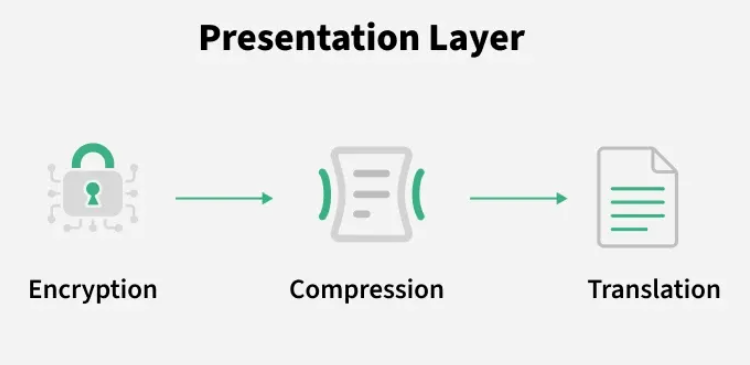 Presentation Layer
Encryption
Compression
Translation